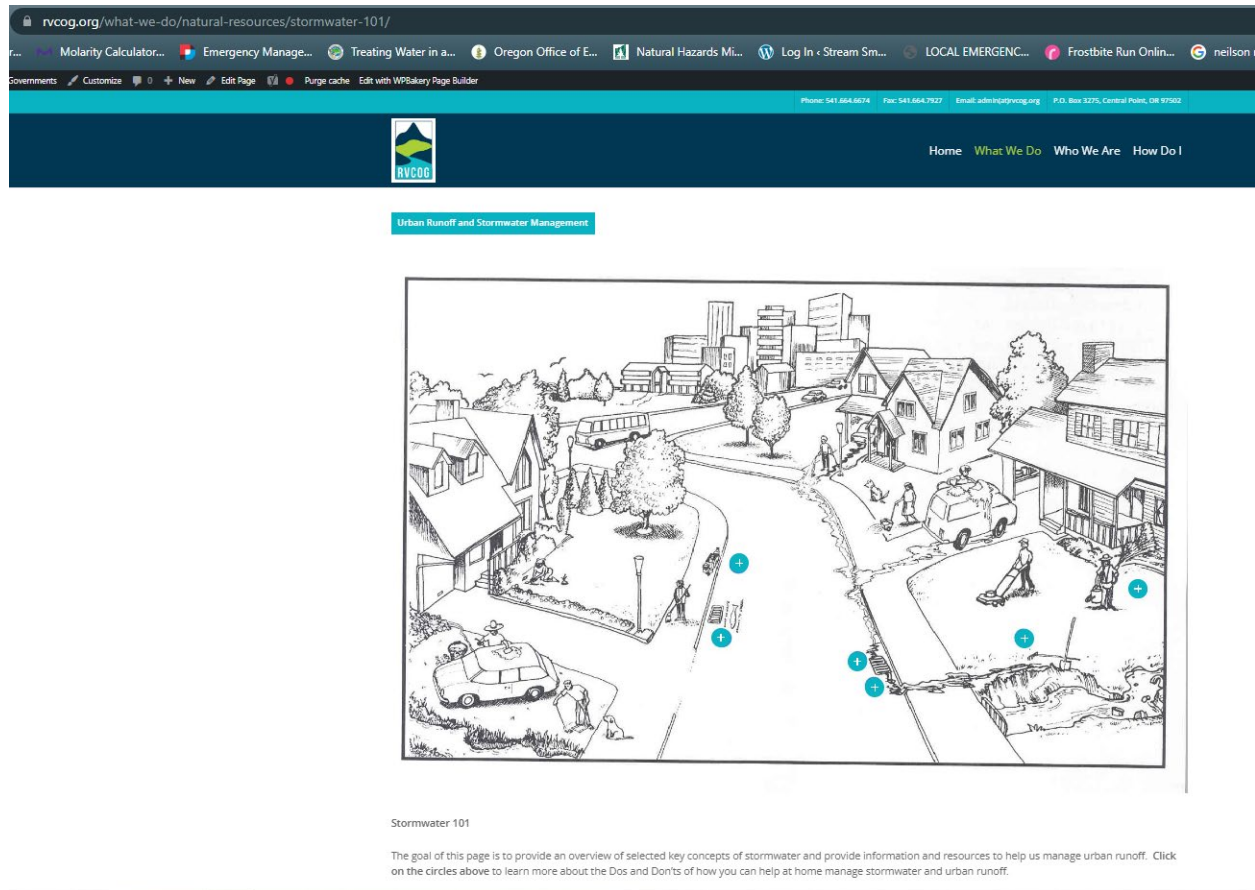 rvcog.org/what-we-do/natural-resources/stormwater-101/
r... Molarity Calculator... Emergency Manage... Treating Water in a... Oregon Office of E... Natural Hazards Mi... Log In ‹ Stream Sm... LOCAL EMERGENC... Frostbite Run Onlin... neilson r
Governments Customize 0 + New Edit Page Purge cache Edit with WPBakery Page Builder
Phone: 541.664.6674 Fax: 541.664.7927 Email: admin(at)rvcog.org P.O. Box 3275, Central Point, OR 97502
RVCOG
Home What We Do Who We Are How Do I
Urban Runoff and Stormwater Management
Stormwater 101
The goal of this page is to provide an overview of selected key concepts of stormwater and provide information and resources to help us manage urban runoff. Click
on the circles above to learn more about the Dos and Don'ts of how you can help at home manage stormwater and urban runoff.